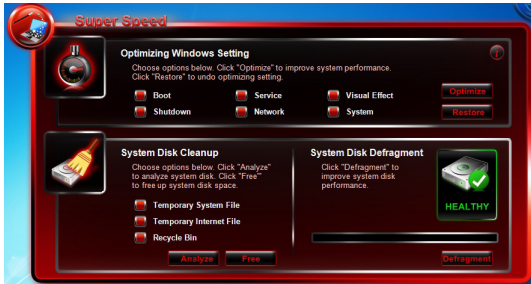 Super Speed
Optimizing Windows Setting
Choose options below. Click "Optimize" to improve system performance.
Click "Restore" to undo optimizing setting.
Boot
Service
Visual Effect
Optimize
Shutdown
Network
System
Restore
System Disk Cleanup
Choose options below. Click "Analyze"
to analyze system disk. Click "Free"
to free up system disk space.
Temporary System File
Temporary Internet File
Recycle Bin
Analyze
Free
System Disk Defragment
Click "Defragment" to
improve system disk
performance.
HEALTHY
Defragment